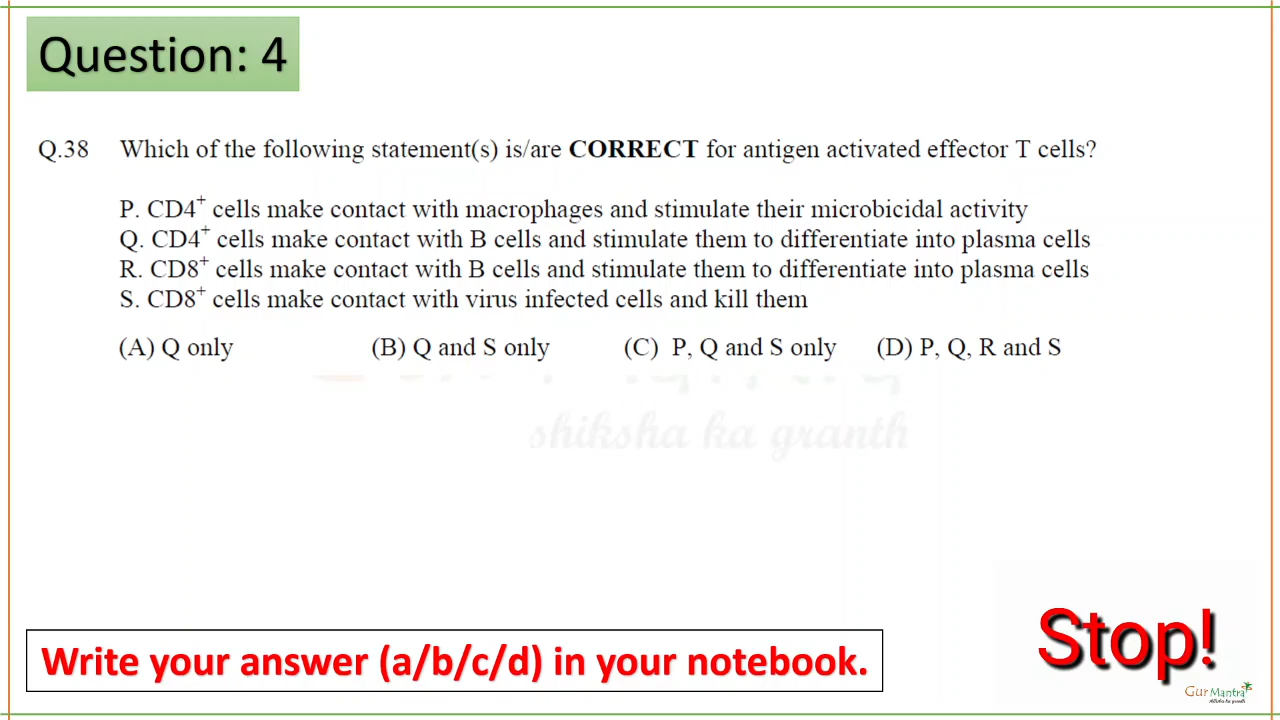 Question: 4
Q.38 Which of the following statement(s) is/are CORRECT for antigen activated effector T cells?
P. CD4⁺ cells make contact with macrophages and stimulate their microbicidal activity
Q. CD4⁺ cells make contact with B cells and stimulate them to differentiate into plasma cells
R. CD8⁺ cells make contact with B cells and stimulate them to differentiate into plasma cells
S. CD8⁺ cells make contact with virus infected cells and kill them
(A) Q only (B) Q and S only (C) P, Q and S only (D) P, Q, R and S
shiksha ka granth
Write your answer (a/b/c/d) in your notebook.
Stop!
Gur Mantra